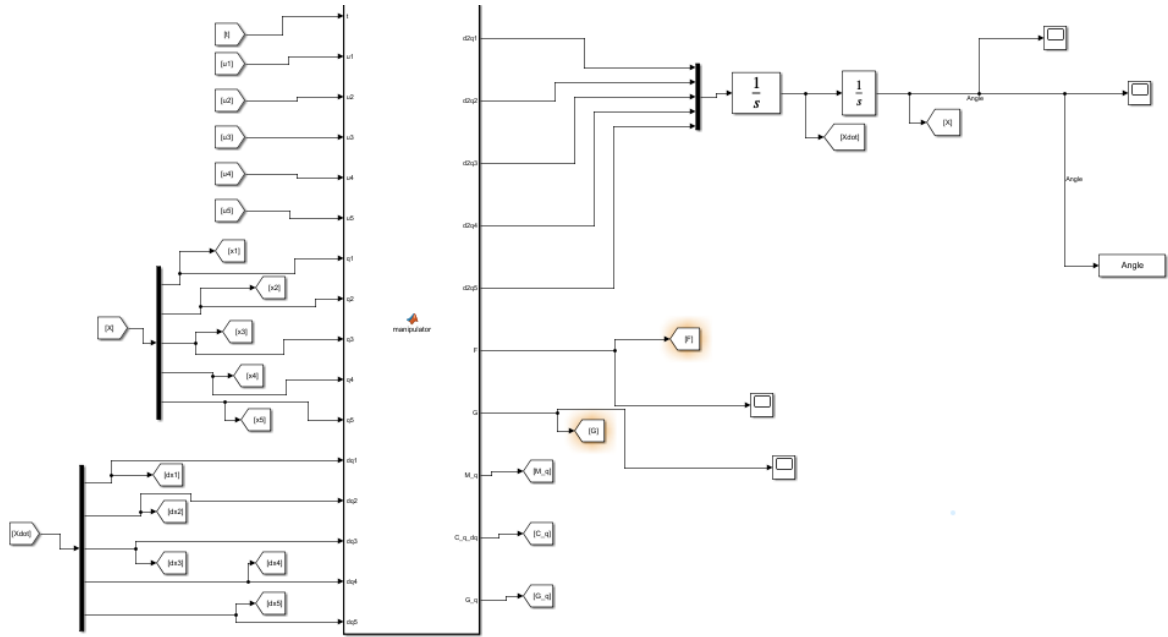 [t]
[u1]
[u2]
[u3]
[u4]
[u5]
[x1]
[x2]
[X]
[x3]
[x4]
[x5]
[dx1]
[dx2]
[Xdot]
[dx3]
[dx4]
[dx5]
t
u1
u2
u3
u4
u5
q1
q2
q3
q4
q5
dq1
dq2
dq3
dq4
dq5
manipulator
d2q1
d2q2
d2q3
d2q4
d2q5
F
G
M_q
C_q_dq
G_q
[F]
[G]
[M_q]
[C_q]
[G_q]
1
s
1
s
[Xdot]
[X]
Angle
Angle
Angle